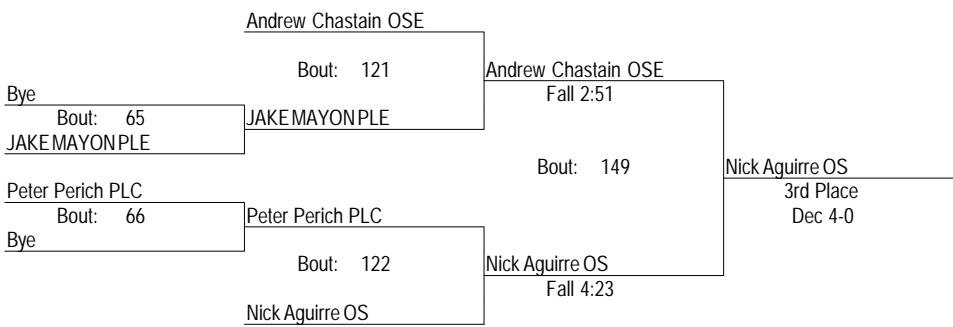 Andrew Chastain OSE
Bout: 121
Andrew Chastain OSE
Fall 2:51
Bye
Bout: 65
JAKE MAYON PLE
JAKE MAYON PLE
Bout: 149
Nick Aguirre OS
3rd Place
Dec 4-0
Peter Perich PLC
Bout: 66
Peter Perich PLC
Bye
Bout: 122
Nick Aguirre OS
Fall 4:23
Nick Aguirre OS